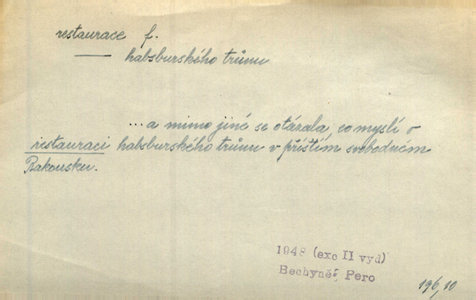 restaurace f.
— habsburského trůnu
... a mimo jiné se otázala, co myslí o
restauraci habsburského trůnu v příštím svobodném
Rakousku.
1948 (exc II vyd)
Bechyně, Pero
196,10